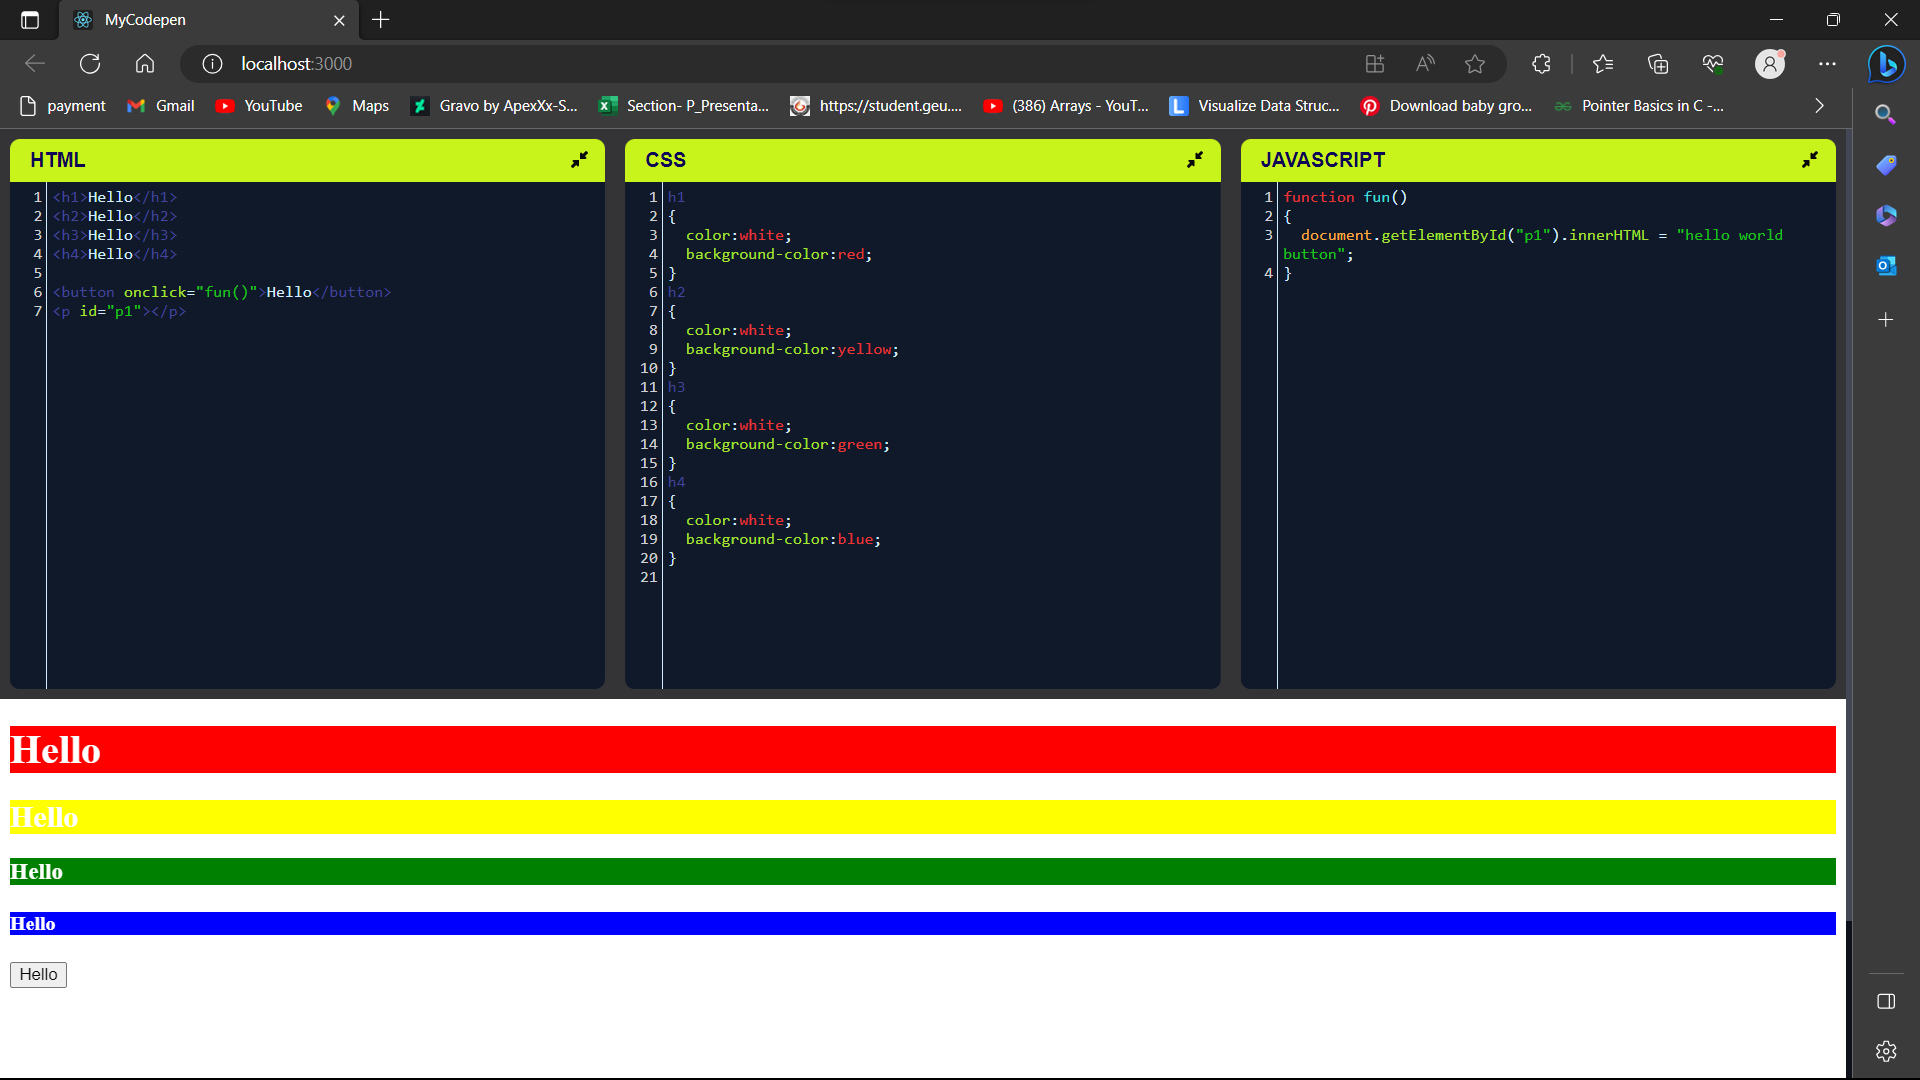 MyCodepen
localhost:3000
payment Gmail YouTube Maps Gravo by ApexXx-S... Section- P_Presenta... https://student.geu.... (386) Arrays - YouT... Visualize Data Struc... Download baby gro... Pointer Basics in C -...
HTML
1 <h1>Hello</h1>
2 <h2>Hello</h2>
3 <h3>Hello</h3>
4 <h4>Hello</h4>
5
6 <button onclick="fun()">Hello</button>
7 <p id="p1"></p>
CSS
1 h1
2 {
3 color:white;
4 background-color:red;
5 }
6 h2
7 {
8 color:white;
9 background-color:yellow;
10 }
11 h3
12 {
13 color:white;
14 background-color:green;
15 }
16 h4
17 {
18 color:white;
19 background-color:blue;
20 }
21
JAVASCRIPT
1 function fun()
2 {
3 document.getElementById("p1").innerHTML = "hello world
button";
4 }
Hello
Hello
Hello
Hello
Hello